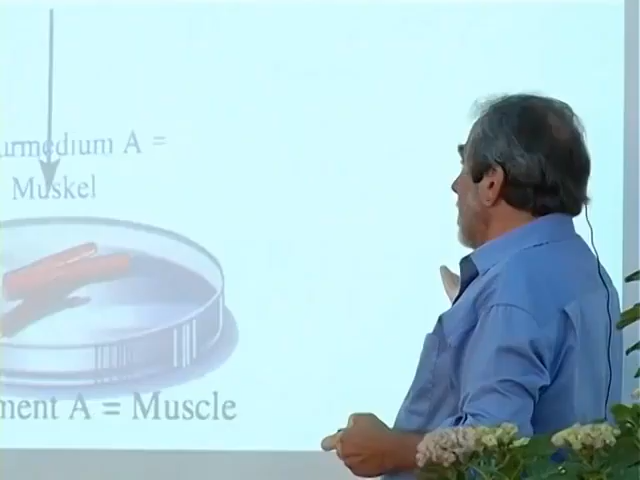 urmedium A =
Muskel
ment A = Muscle